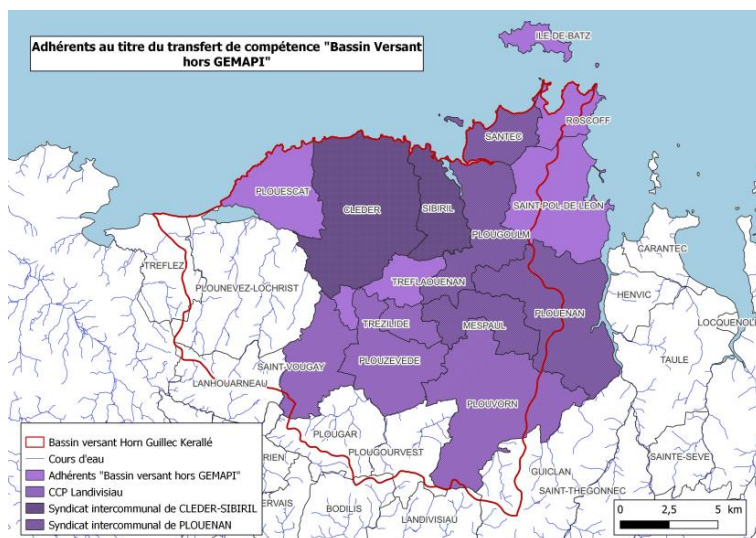 Adhérents au titre du transfert de compétence "Bassin Versant
hors GEMAPI"
ILE-DE-BATZ
ROSCOFF
SANTEC
PLOUESCAT
CLEDER
SIBIRIL
SAINT-POL-DE-LEON
PLOUGOULM
CARANTEC
TREFLEZ
PLOUNEVEZ-LOCHRIST
TREFLAOUENAN
HENVIC
PLOUENAN
LOCQUENOLE
TREZILIDE
MESPAUL
TAULE
SAINT-VOUGAY
PLOUZEVEDE
LANHOUARNEAU
PLOUVORN
PLOUGAR
PLOUGOURVEST
SAINTE-SEVE
GUICLAN
SAINT-THEGONNEC
BODILIS
LANDIVISIAU
RIEN
ERVAIS
Bassin versant Horn Guillec Kerallé
Cours d'eau
Adhérents "Bassin versant hors GEMAPI"
CCP Landivisiau
Syndicat intercommunal de CLEDER-SIBIRIL
Syndicat intercommunal de PLOUENAN
0 2,5 5 km